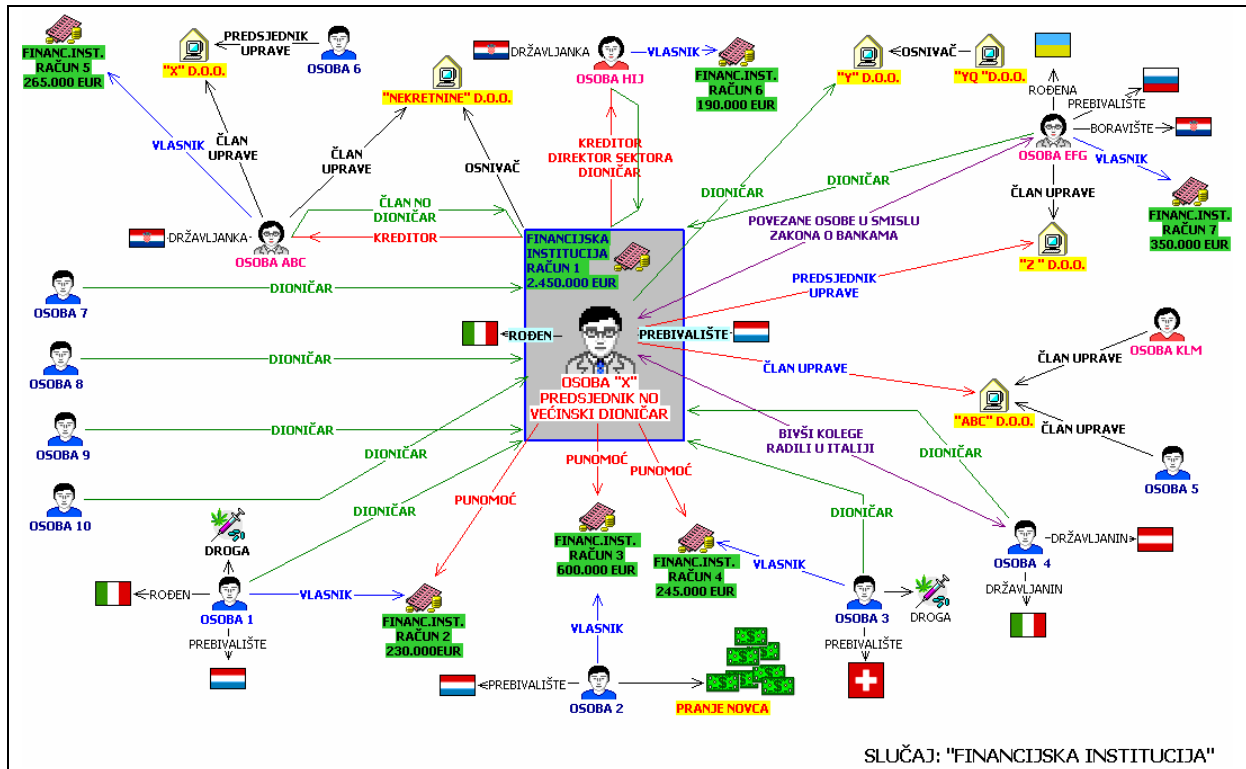 FINANC.INST.
RAČUN 5
265.000 EUR
"X" D.O.O.
PREDSJEDNIK
UPRAVE
OSOBA 6
"NEKRETNINE" D.O.O.
DRŽAVLJANKA
OSOBA HIJ
VLASNIK
FINANC.INST.
RAČUN 6
190.000 EUR
"Y" D.O.O.
OSNIVAČ
"YQ "D.O.O.
ROĐENA
PREBIVALIŠTE
BORAVIŠTE
OSOBA EFG
VLASNIK
FINANC.INST.
RAČUN 7
350.000 EUR
ČLAN UPRAVE
"Z " D.O.O.
VLASNIK
ČLAN
UPRAVE
ČLAN
UPRAVE
OSNIVAČ
KREDITOR
DIREKTOR SEKTORA
DIONIČAR
DIONIČAR
DIONIČAR
POVEZANE OSOBE U SMISLU
ZAKONA O BANKAMA
DRŽAVLJANKA
OSOBA ABC
ČLAN NO
DIONIČAR
KREDITOR
FINANCIJSKA
INSTITUCIJA
RAČUN 1
2.450.000 EUR
PREDSJEDNIK
UPRAVE
OSOBA 7
DIONIČAR
ROĐEN
PREBIVALIŠTE
OSOBA "X"
PREDSJEDNIK NO
VEĆINSKI DIONIČAR
OSOBA KLM
ČLAN UPRAVE
ČLAN UPRAVE
"ABC" D.O.O.
ČLAN UPRAVE
OSOBA 5
OSOBA 8
DIONIČAR
OSOBA 9
DIONIČAR
OSOBA 10
DIONIČAR
DIONIČAR
BIVŠI KOLEGE
RADILI U ITALIJI
DIONIČAR
PUNOMOĆ
PUNOMOĆ
PUNOMOĆ
DIONIČAR
DROGA
ROĐEN
OSOBA 1
VLASNIK
PREBIVALIŠTE
FINANC.INST.
RAČUN 2
230.000EUR
FINANC.INST.
RAČUN 3
600.000 EUR
FINANC.INST.
RAČUN 4
245.000 EUR
VLASNIK
VLASNIK
OSOBA 3
DROGA
PREBIVALIŠTE
OSOBA 4
DRŽAVLJANIN
DRŽAVLJANIN
PREBIVALIŠTE
OSOBA 2
PRANJE NOVCA
SLUČAJ: "FINANCIJSKA INSTITUCIJA"